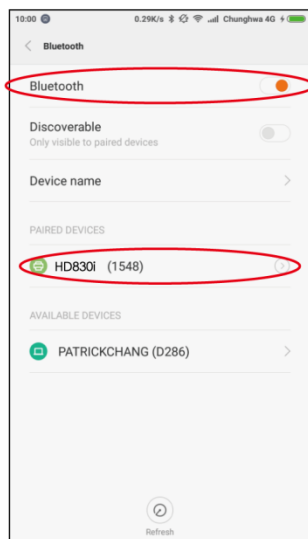 10:00 0.29K/s Chunghwa 4G
Bluetooth
Bluetooth
Discoverable
Only visible to paired devices
Device name
PAIRED DEVICES
HD830i (1548)
AVAILABLE DEVICES
PATRICKCHANG (D286)
Refresh